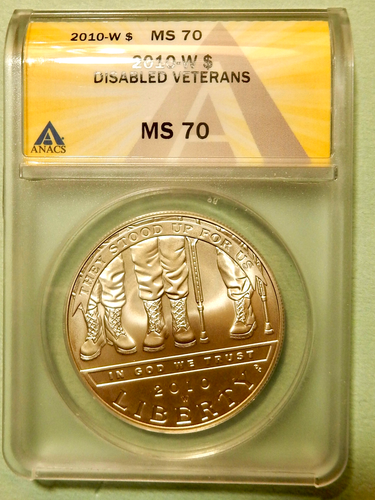 2010-W $ MS 70
2010-W $
DISABLED VETERANS
MS 70
ANACS
THEY STOOD UP FOR US
IN GOD WE TRUST
2010
W
LIBERTY